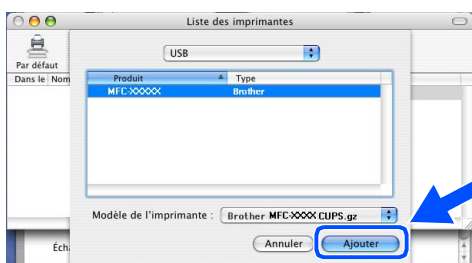 Liste des imprimantes
USB
Par défaut
Dans le Nom
Produit Type
MFC-XXXXX Brother
Modèle de l'imprimante : Brother MFC-XXXX CUPS.gz
Éch
Annuler Ajouter